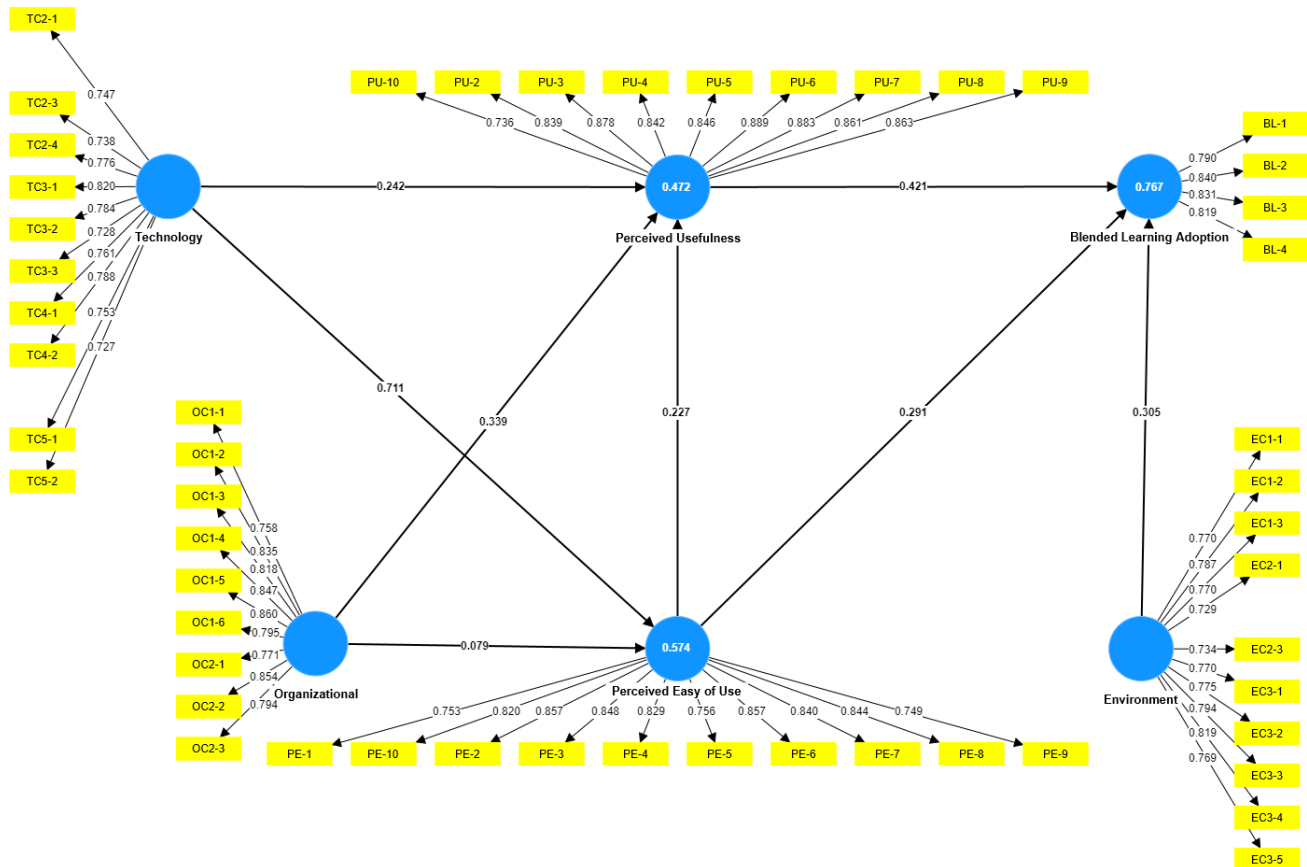 TC2-1
TC2-3
TC2-4
TC3-1
TC3-2
TC3-3
TC4-1
TC4-2
TC5-1
TC5-2
0.747
0.738
0.776
0.820
0.784
0.728
0.761
0.788
0.753
0.727
Technology
PU-10
PU-2
PU-3
PU-4
PU-5
PU-6
PU-7
PU-8
PU-9
0.736
0.839
0.878
0.842
0.846
0.889
0.883
0.861
0.863
0.242
0.472
Perceived Usefulness
0.421
0.767
Blended Learning Adoption
0.790
0.840
0.831
0.819
BL-1
BL-2
BL-3
BL-4
0.711
0.339
0.227
0.291
0.305
OC1-1
OC1-2
OC1-3
OC1-4
OC1-5
OC1-6
OC2-1
OC2-2
OC2-3
0.758
0.835
0.818
0.847
0.860
0.795
0.771
0.854
0.794
Organizational
0.079
0.574
Perceived Easy of Use
0.753
0.820
0.857
0.848
0.829
0.756
0.857
0.840
0.844
0.749
PE-1
PE-10
PE-2
PE-3
PE-4
PE-5
PE-6
PE-7
PE-8
PE-9
Environment
0.770
0.787
0.770
0.729
0.734
0.770
0.775
0.794
0.819
0.769
EC1-1
EC1-2
EC1-3
EC2-1
EC2-3
EC3-1
EC3-2
EC3-3
EC3-4
EC3-5